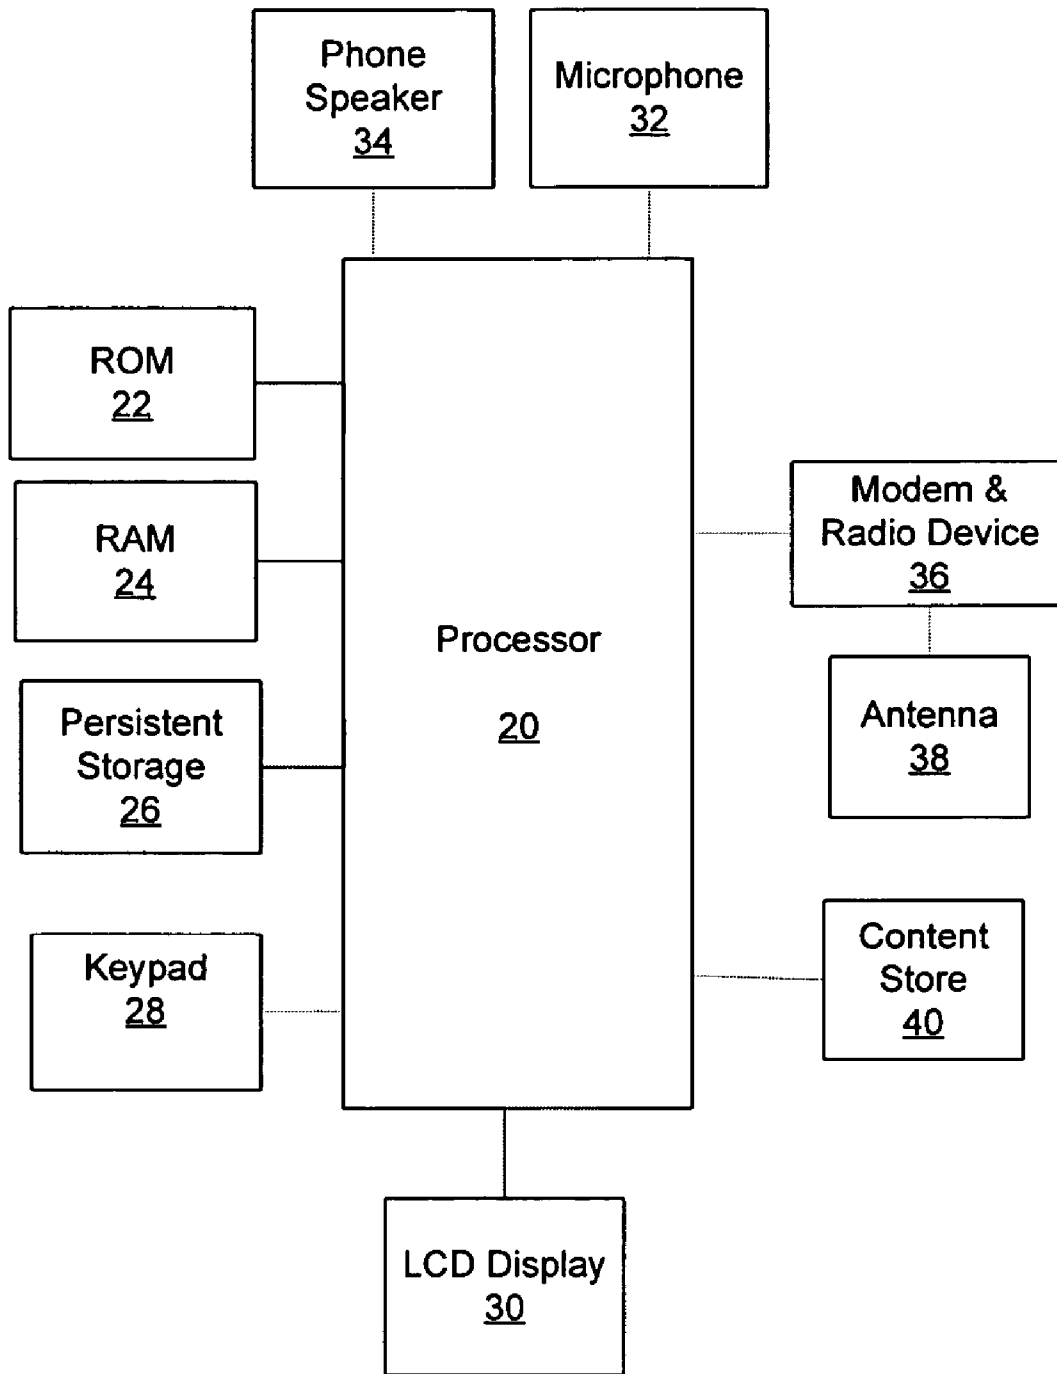 Phone
Speaker
34
Microphone
32
ROM
22
RAM
24
Persistent
Storage
26
Keypad
28
Processor
20
Modem &
Radio Device
36
Antenna
38
Content
Store
40
LCD Display
30